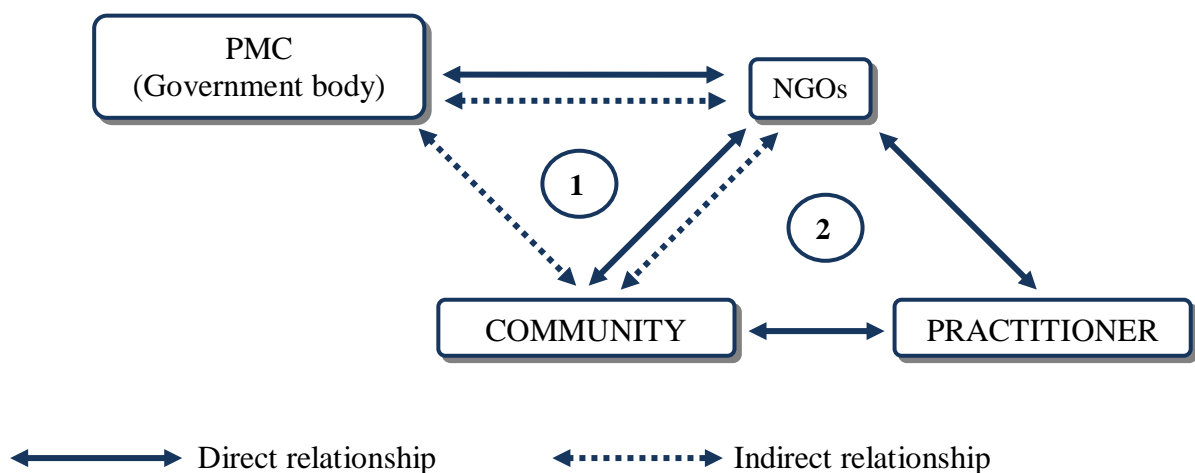 PMC
(Government body)
NGOs
1
2
COMMUNITY
PRACTITIONER
Direct relationship
Indirect relationship